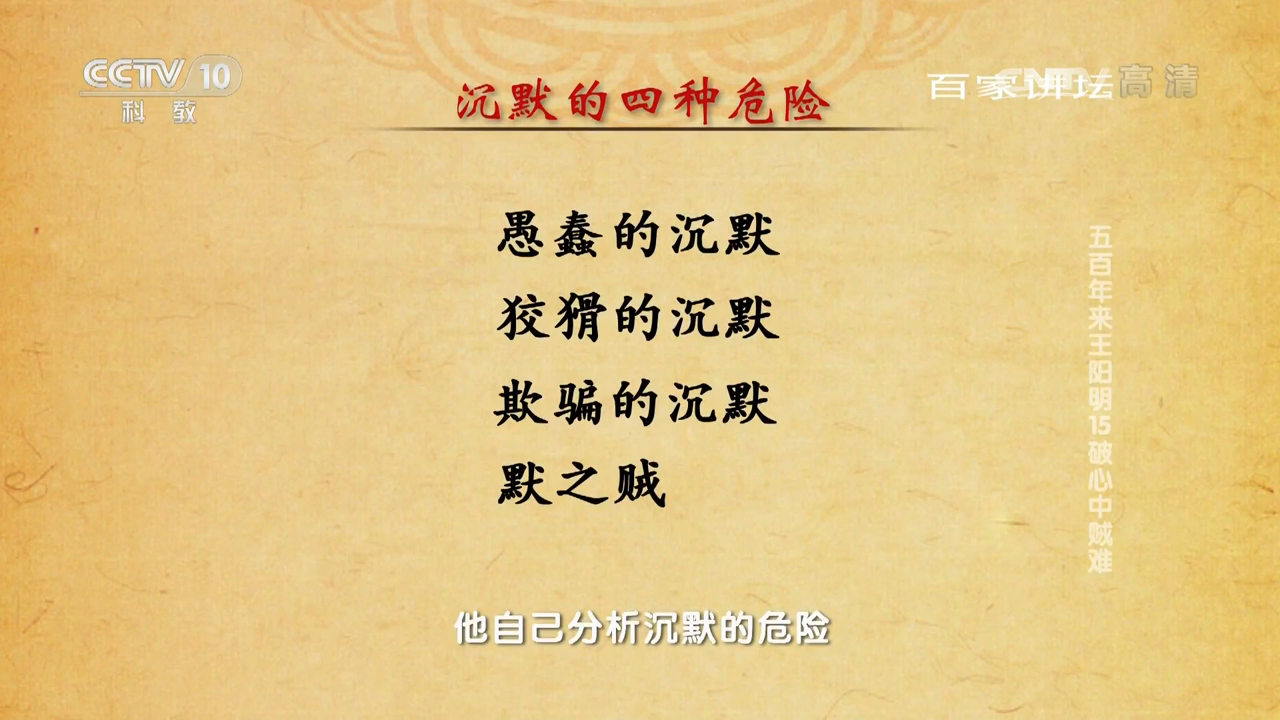 CCTV 10
科教
沉默的四种危险
百家讲坛
高清
愚蠢的沉默
狡猾的沉默
欺骗的沉默
默之贼
五百年来王阳明15破心中贼难
他自己分析沉默的危险